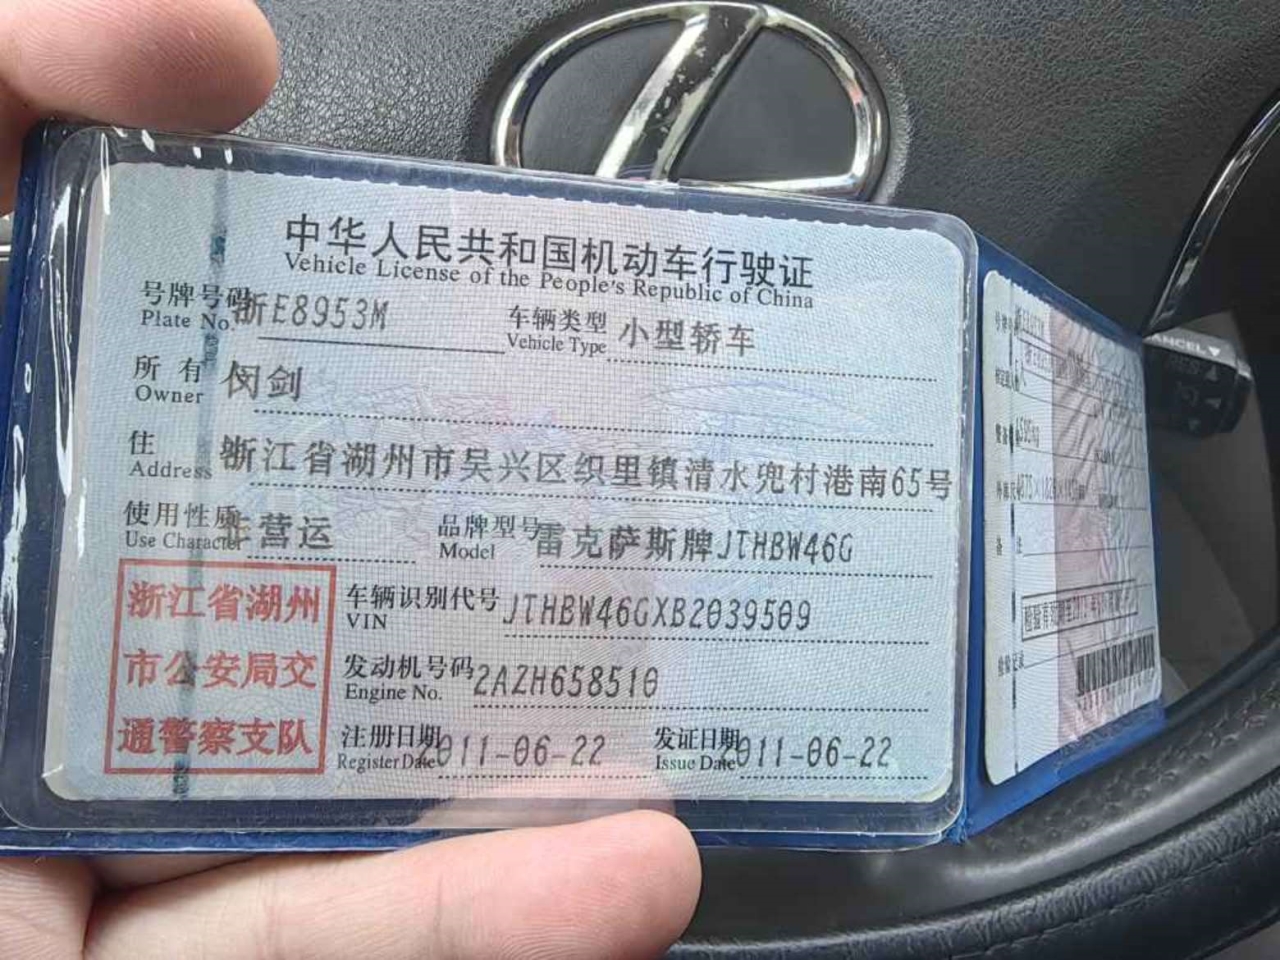 中华人民共和国机动车行驶证
Vehicle License of the People's Republic of China
号牌号码 浙E8953M 车辆类型 小型轿车
Plate No. Vehicle Type
所有 闵剑
Owner
住 浙江省湖州市吴兴区织里镇清水兜村港南65号
Address
使用性质 非营运 品牌型号 雷克萨斯牌JTHBW46G
Use Character Model
浙江省湖州
市公安局交
通警察支队
车辆识别代号 JTHBW46GXB2039509
VIN
发动机号码 2AZH658510
Engine No.
注册日期 2011-06-22 发证日期 2011-06-22
Register Date Issue Date